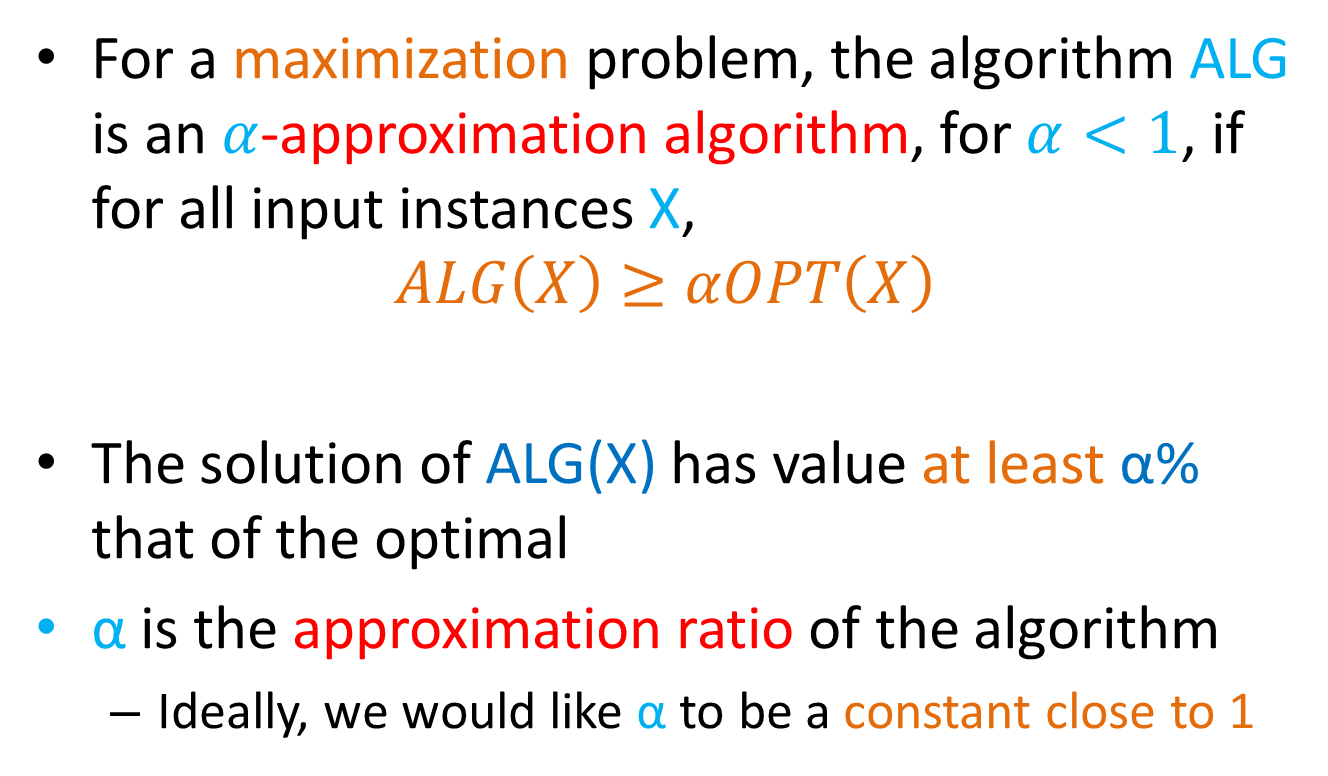 • For a maximization problem, the algorithm ALG
is an α-approximation algorithm, for α < 1, if
for all input instances X,
ALG(X) ≥ αOPT(X)
• The solution of ALG(X) has value at least α%
that of the optimal
• α is the approximation ratio of the algorithm
– Ideally, we would like α to be a constant close to 1